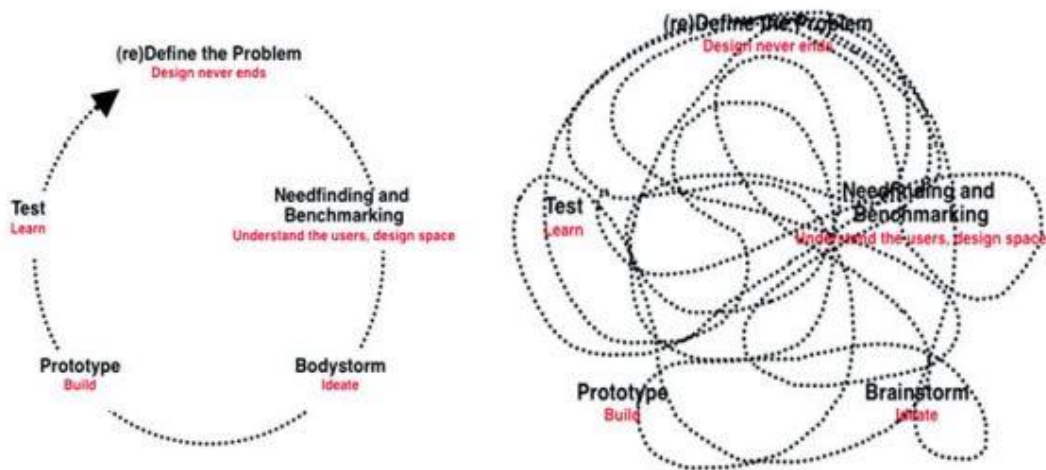 (re)Define the Problem
Design never ends
Needfinding and
Benchmarking
Understand the users, design space
Bodystorm
Ideate
Prototype
Build
Test
Learn
(re)Define the Problem
Design never ends
Needfinding and
Benchmarking
Understand the users, design space
Brainstorm
Ideate
Prototype
Build
Test
Learn